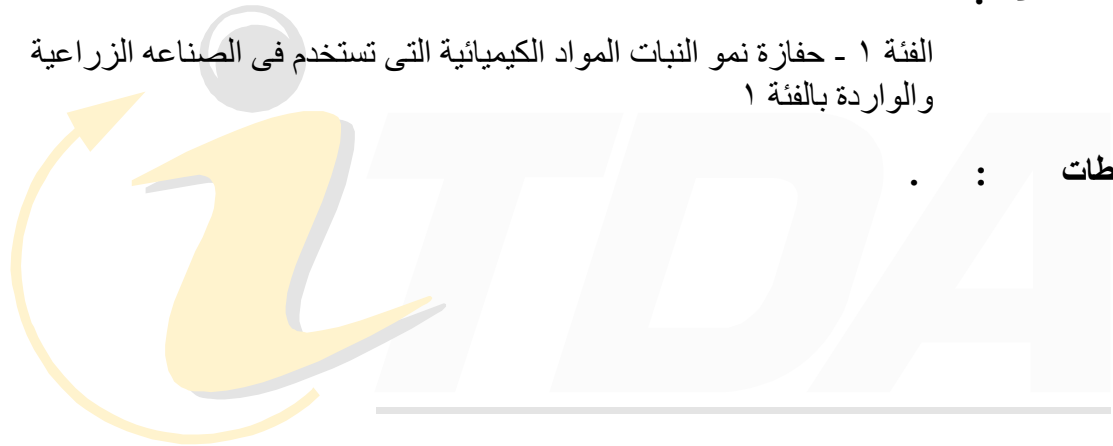 الفئة ١ - حفازة نمو النبات المواد الكيميائية التى تستخدم فى الصناعه الزراعية
والواردة بالفئة ١
طات : .
iTDA